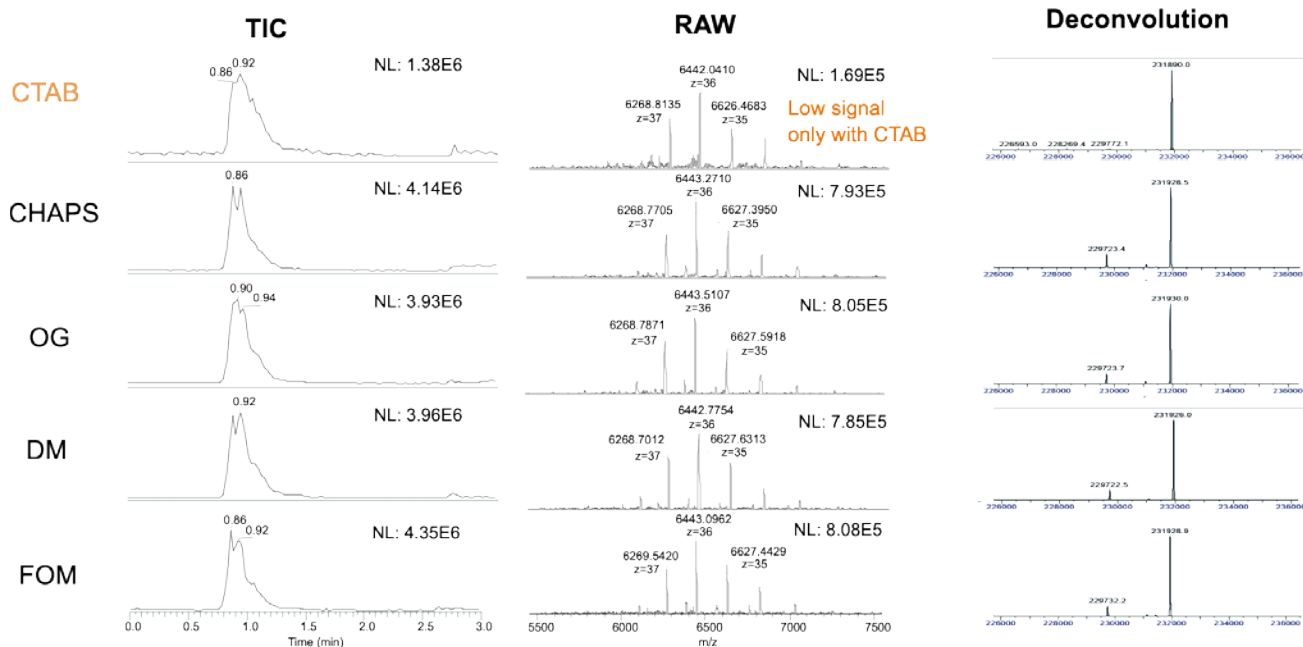 TIC
RAW
Deconvolution
CTAB
0.86
0.92
NL: 1.38E6
6442.0410
z=36
6268.8135
z=37
6626.4683
z=35
NL: 1.69E5
Low signal
only with CTAB
231890.0
226593.0
228269.4
229772.1
226000
228000
230000
232000
234000
236000
CHAPS
0.86
NL: 4.14E6
6443.2710
z=36
6268.7705
z=37
6627.3950
z=35
NL: 7.93E5
231928.5
229723.4
226000
228000
230000
232000
234000
236000
OG
0.90
0.94
NL: 3.93E6
6443.5107
z=36
6268.7871
z=37
6627.5918
z=35
NL: 8.05E5
231930.0
229723.7
226000
228000
230000
232000
234000
236000
DM
0.92
NL: 3.96E6
6442.7754
z=36
6268.7012
z=37
6627.6313
z=35
NL: 7.85E5
231926.0
229722.5
226000
228000
230000
232000
234000
236000
FOM
0.86
0.92
NL: 4.35E6
6443.0962
z=36
6269.5420
z=37
6627.4429
z=35
NL: 8.08E5
231928.9
229732.2
226000
228000
230000
232000
234000
236000
0.0 0.5 1.0 1.5 2.0 2.5 3.0
Time (min)
5500 6000 6500 7000 7500
m/z